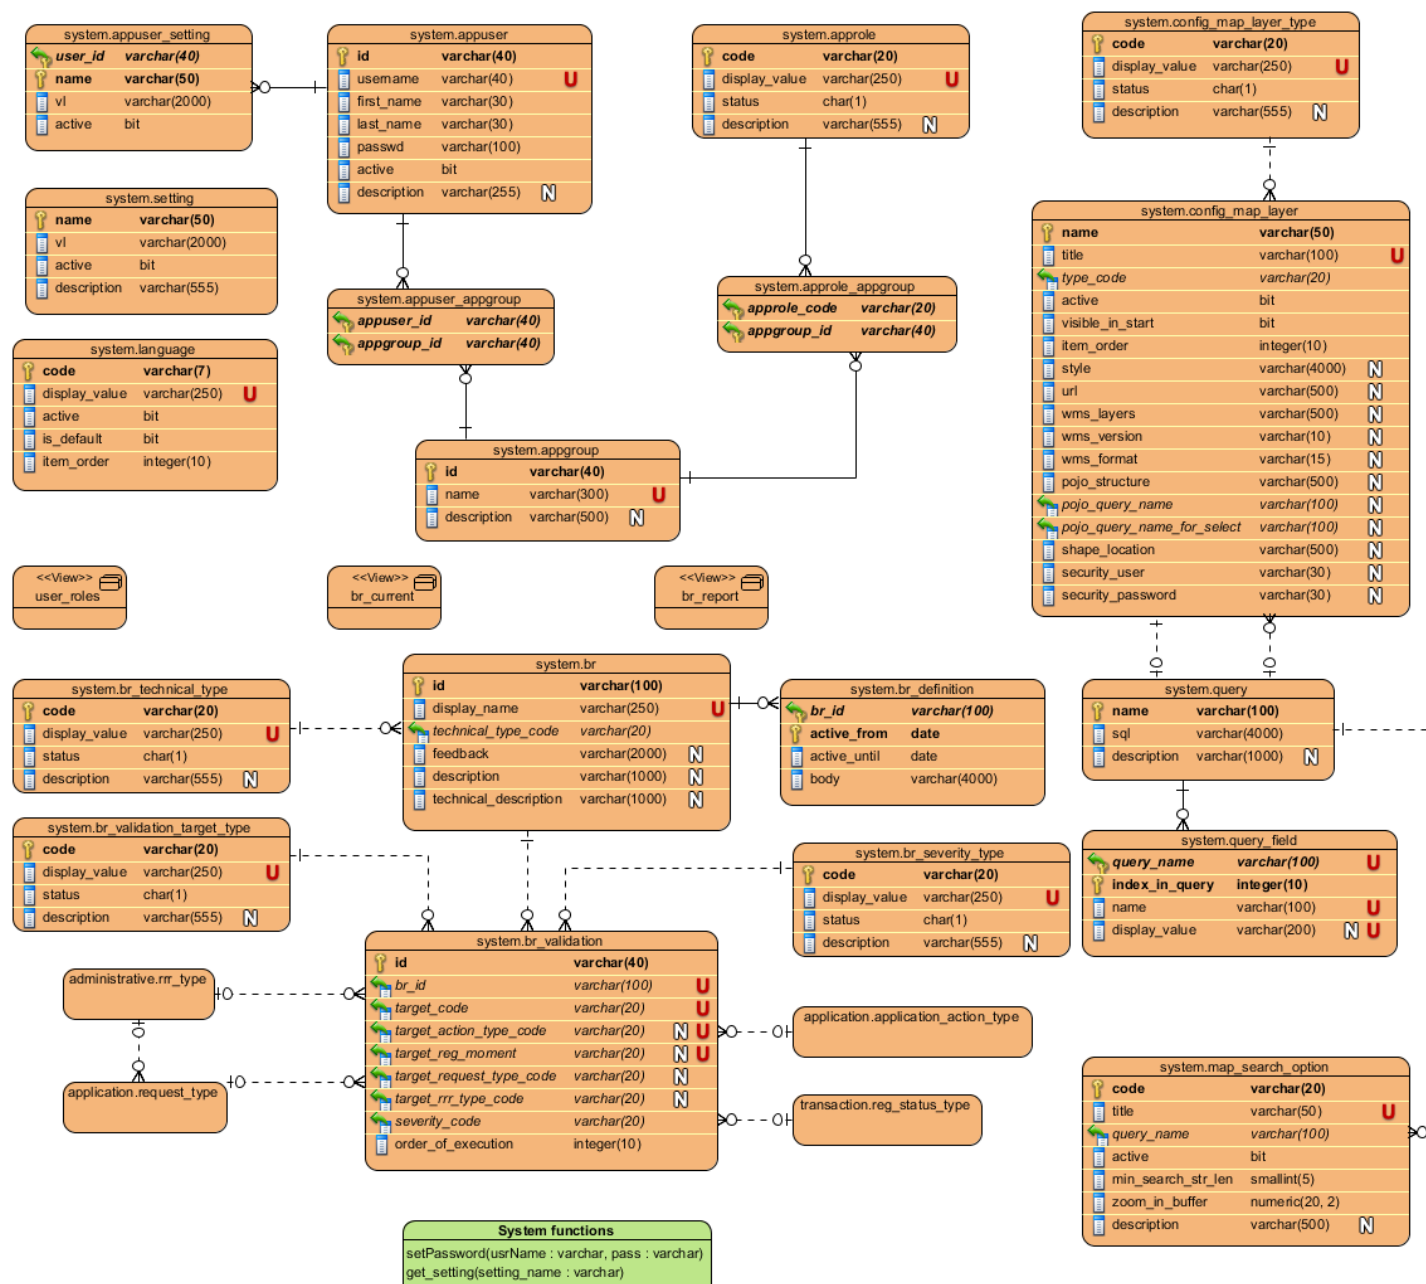 system.appuser_setting
user_id varchar(40)
name varchar(50)
vl varchar(2000)
active bit
system.appuser
id varchar(40)
username varchar(40) U
first_name varchar(30)
last_name varchar(30)
passwd varchar(100)
active bit
description varchar(255) N
system.approle
code varchar(20)
display_value varchar(250) U
status char(1)
description varchar(555) N
system.config_map_layer_type
code varchar(20)
display_value varchar(250) U
status char(1)
description varchar(555) N
system.setting
name varchar(50)
vl varchar(2000)
active bit
description varchar(555)
system.config_map_layer
name varchar(50)
title varchar(100) U
type_code varchar(20)
active bit
visible_in_start bit
item_order integer(10)
style varchar(4000) N
url varchar(500) N
wms_layers varchar(500) N
wms_version varchar(10) N
wms_format varchar(15) N
pojo_structure varchar(500) N
pojo_query_name varchar(100) N
pojo_query_name_for_select varchar(100) N
shape_location varchar(500) N
security_user varchar(30) N
security_password varchar(30) N
system.appuser_appgroup
appuser_id varchar(40)
appgroup_id varchar(40)
system.approle_appgroup
approle_code varchar(20)
appgroup_id varchar(40)
system.language
code varchar(7)
display_value varchar(250) U
active bit
is_default bit
item_order integer(10)
system.appgroup
id varchar(40)
name varchar(300) U
description varchar(500) N
<<View>>
user_roles
<<View>>
br_current
<<View>>
br_report
system.br_technical_type
code varchar(20)
display_value varchar(250) U
status char(1)
description varchar(555) N
system.br
id varchar(100)
display_name varchar(250) U
technical_type_code varchar(20)
feedback varchar(2000) N
description varchar(1000) N
technical_description varchar(1000) N
system.br_definition
br_id varchar(100)
active_from date
active_until date
body varchar(4000)
system.query
name varchar(100)
sql varchar(4000)
description varchar(1000) N
system.br_validation_target_type
code varchar(20)
display_value varchar(250) U
status char(1)
description varchar(555) N
system.br_severity_type
code varchar(20)
display_value varchar(250) U
status char(1)
description varchar(555) N
system.query_field
query_name varchar(100) U
index_in_query integer(10)
name varchar(100) U
display_value varchar(200) N U
system.br_validation
id varchar(40)
br_id varchar(100) U
target_code varchar(20) U
target_action_type_code varchar(20) N U
target_reg_moment varchar(20) N U
target_request_type_code varchar(20) N
target_rrr_type_code varchar(20) N
severity_code varchar(20)
order_of_execution integer(10)
administrative.rrr_type
application.request_type
application.application_action_type
transaction.reg_status_type
system.map_search_option
code varchar(20)
title varchar(50) U
query_name varchar(100)
active bit
min_search_str_len smallint(5)
zoom_in_buffer numeric(20, 2)
description varchar(500) N
System functions
setPassword(usrName : varchar, pass : varchar)
get_setting(setting_name : varchar)